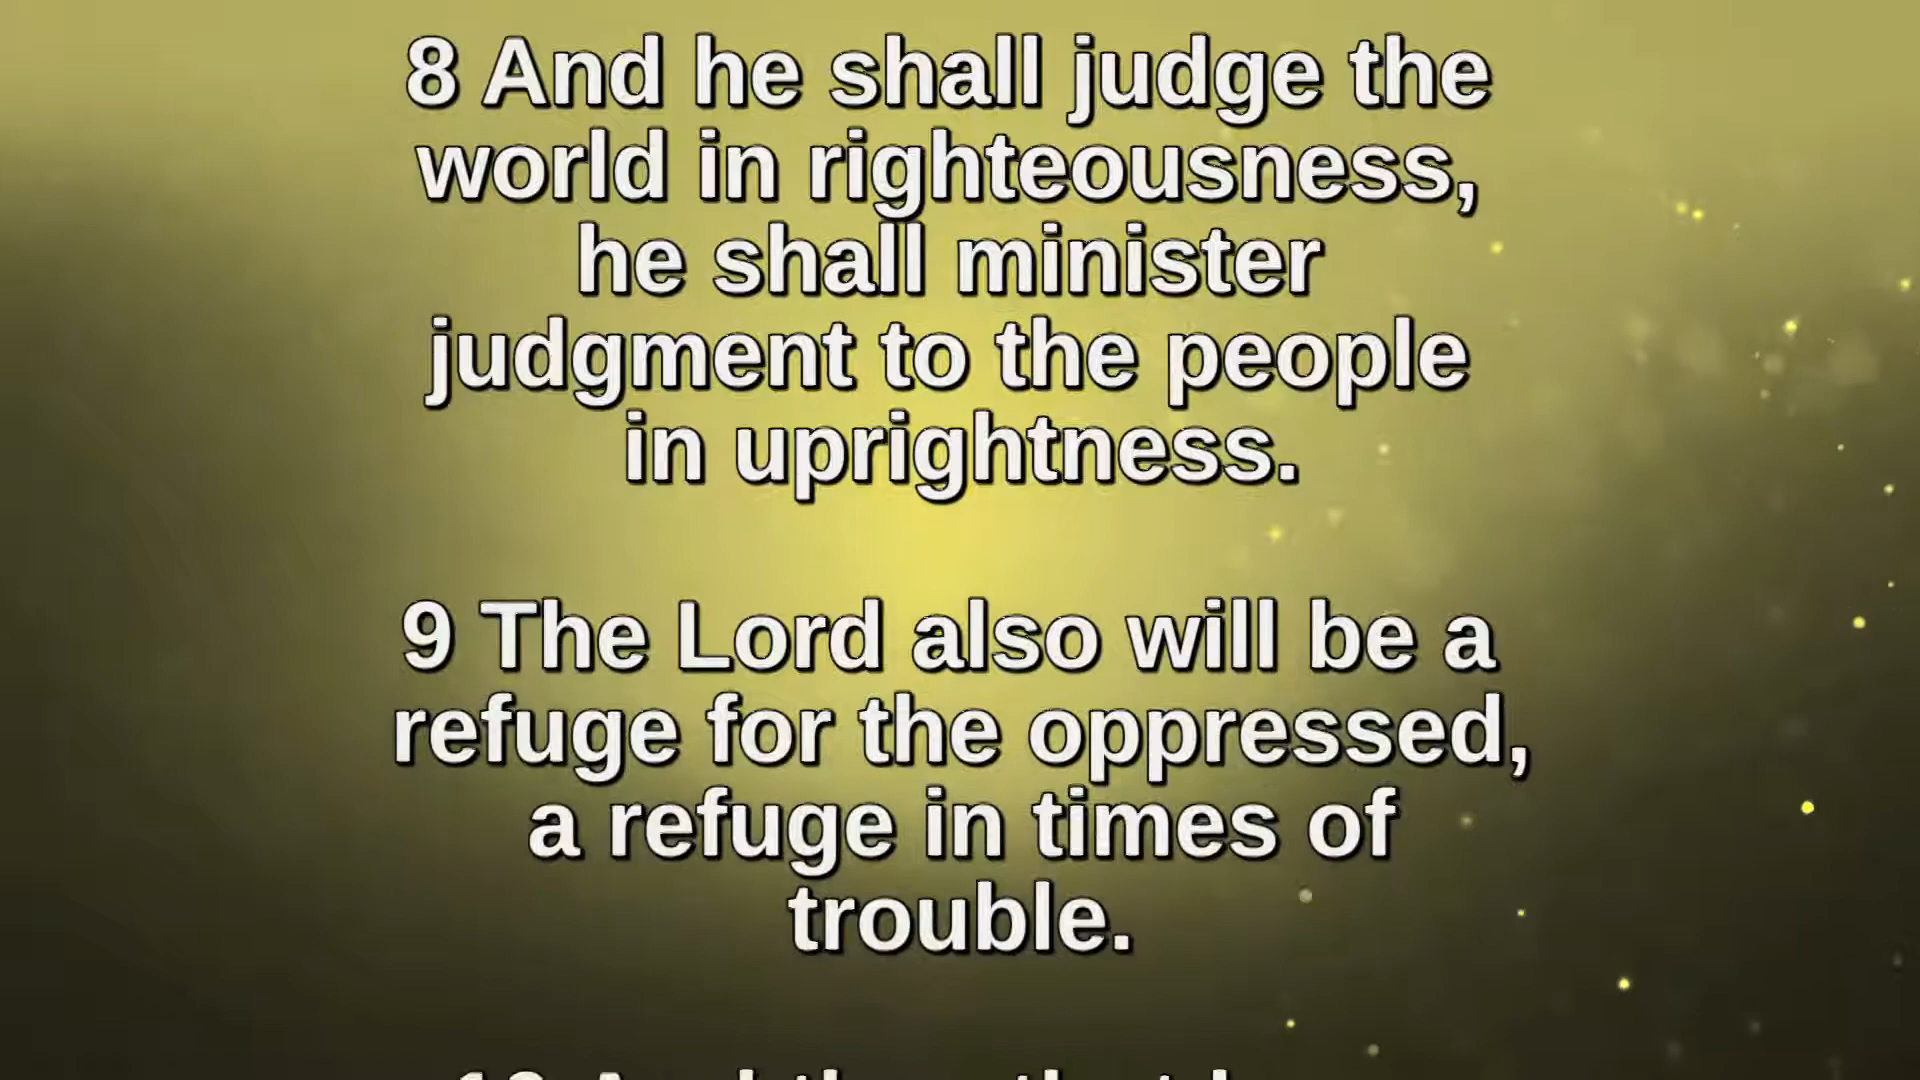 8 And he shall judge the
world in righteousness,
he shall minister
judgment to the people
in uprightness.
9 The Lord also will be a
refuge for the oppressed,
a refuge in times of
trouble.